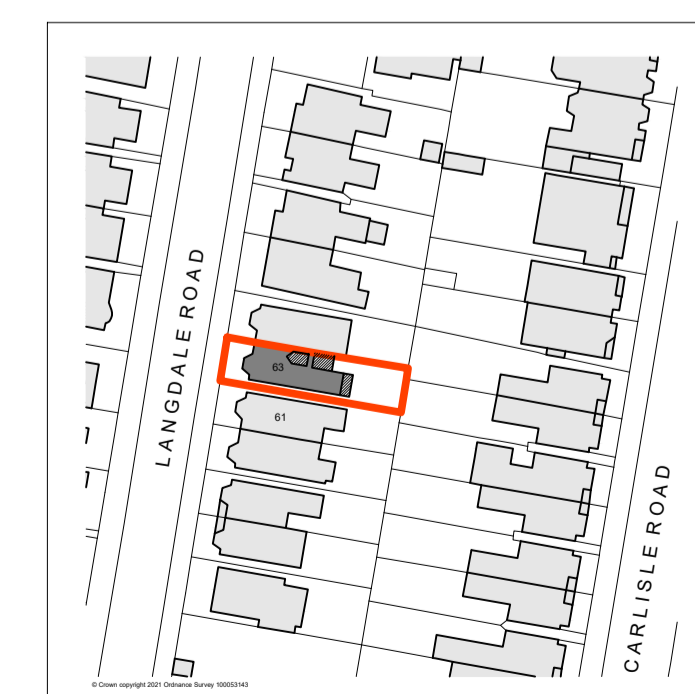 LANGDALE ROAD
63
61
CARLISLE ROAD
© Crown copyright 2021 Ordnance Survey 100053143